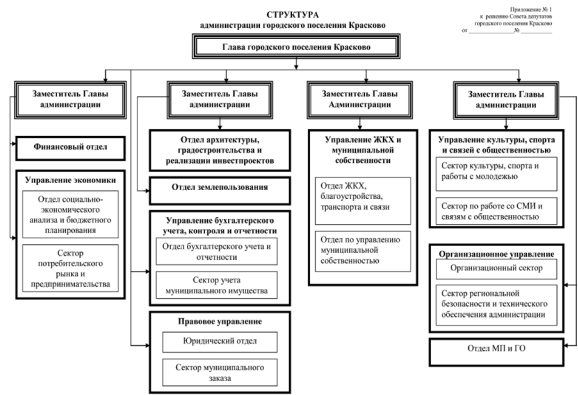 СТРУКТУРА
администрации городского поселения Красково
Приложение № 1
к решению Совета депутатов
городского поселения Красково
от ____________№ __________
Глава городского поселения Красково
Заместитель Главы
администрации
Заместитель Главы
администрации
Заместитель Главы
Администрации
Заместитель Главы
администрации
Финансовый отдел
Управление экономики
Отдел социально-
экономического
анализа и бюджетного
планирования
Сектор
потребительского
рынка и
предпринимательства
Отдел архитектуры,
градостроительства и
реализации инвестпроектов
Отдел землепользования
Управление бухгалтерского
учета, контроля и отчетности
Отдел бухгалтерского учета и
отчетности
Сектор учета
муниципального имущества
Правовое управление
Юридический отдел
Сектор муниципального
заказа
Управление ЖКХ и
муниципальной
собственности
Отдел ЖКХ,
благоустройства,
транспорта и связи
Отдел по управлению
муниципальной
собственностью
Управление культуры, спорта
и связей с общественностью
Сектор культуры, спорта и
работы с молодежью
Сектор по работе со СМИ и
связям с общественностью
Организационное управление
Организационный сектор
Сектор региональной
безопасности и технического
обеспечения администрации
Отдел МП и ГО